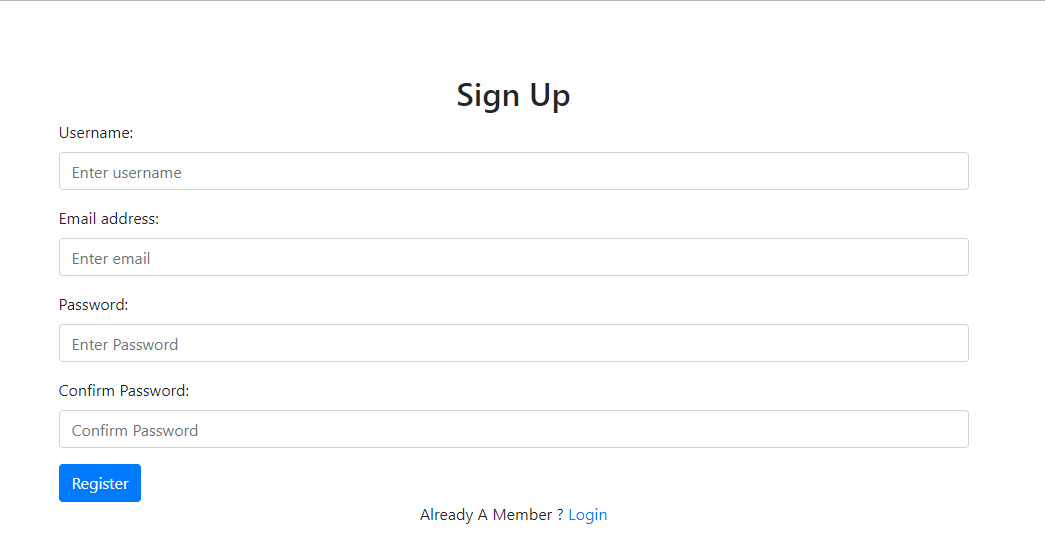 Sign Up
Username:
Enter username
Email address:
Enter email
Password:
Enter Password
Confirm Password:
Confirm Password
Register
Already A Member ? Login